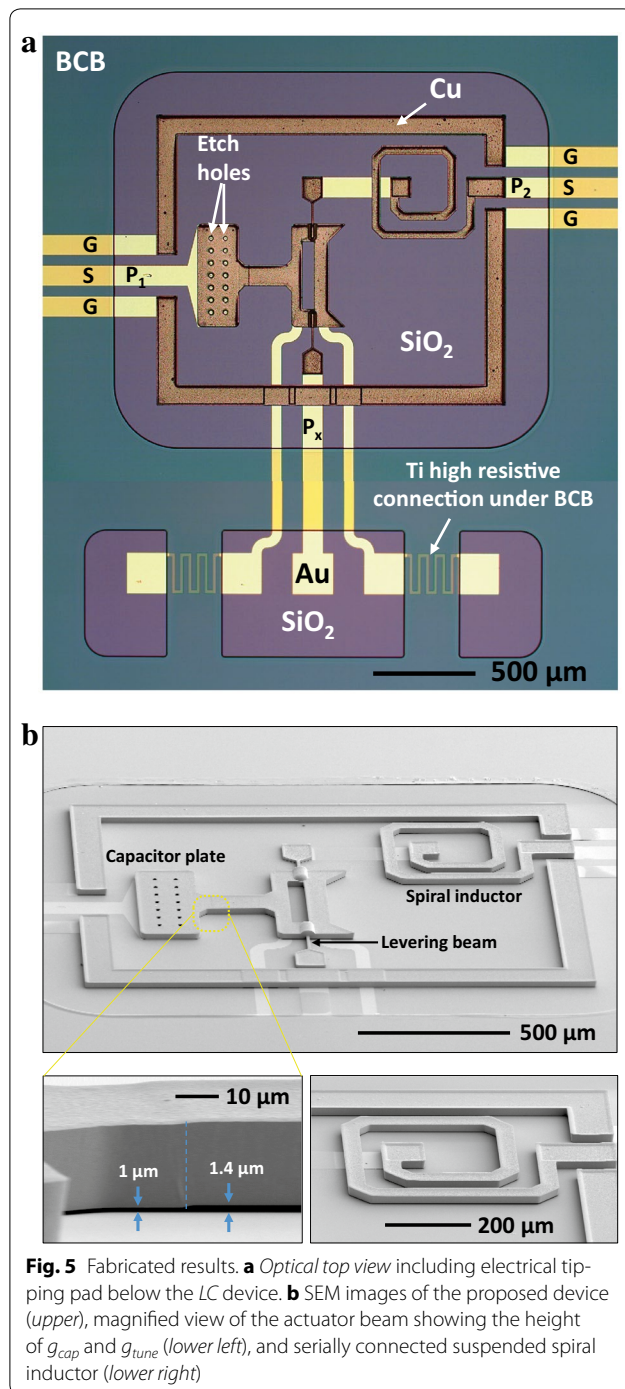 a
BCB
Cu
Etch
holes
G
P2
S
G
G
S
P1
G
SiO2
Px
Ti high resistive
connection under BCB
Au
SiO2
500 μm
b
Capacitor plate
Spiral inductor
Levering beam
500 μm
10 μm
1 μm
1.4 μm
200 μm
Fig. 5 Fabricated results. a Optical top view including electrical tip-
ping pad below the LC device. b SEM images of the proposed device
(upper), magnified view of the actuator beam showing the height
of gcap and gtune (lower left), and serially connected suspended spiral
inductor (lower right)